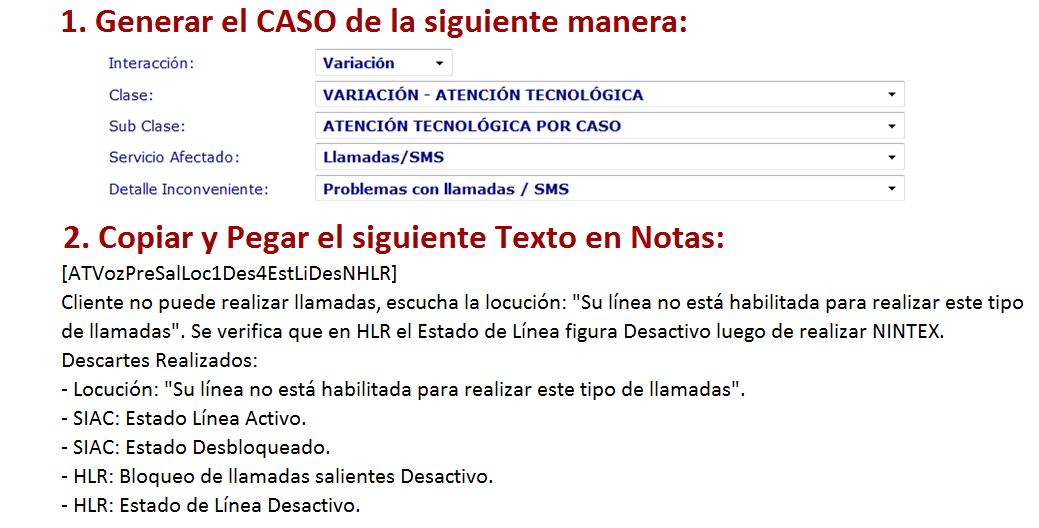 1. Generar el CASO de la siguiente manera:
Interacción: Variación
Clase: VARIACIÓN - ATENCIÓN TECNOLÓGICA
Sub Clase: ATENCIÓN TECNOLÓGICA POR CASO
Servicio Afectado: Llamadas/SMS
Detalle Inconveniente: Problemas con llamadas / SMS
2. Copiar y Pegar el siguiente Texto en Notas:
[ATVozPreSalLoc1Des4EstLiDesNHLR]
Cliente no puede realizar llamadas, escucha la locución: "Su línea no está habilitada para realizar este tipo
de llamadas". Se verifica que en HLR el Estado de Línea figura Desactivo luego de realizar NINTEX.
Descartes Realizados:
- Locución: "Su línea no está habilitada para realizar este tipo de llamadas".
- SIAC: Estado Línea Activo.
- SIAC: Estado Desbloqueado.
- HLR: Bloqueo de llamadas salientes Desactivo.
- HLR: Estado de Línea Desactivo.